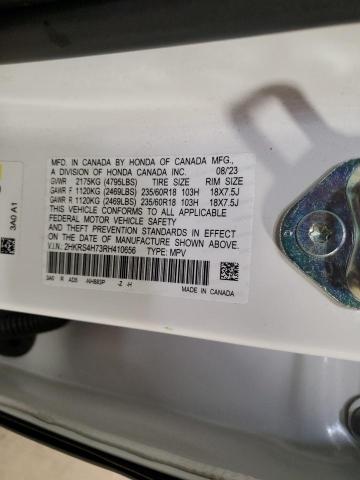 MFD. IN CANADA BY HONDA OF CANADA MFG.,
A DIVISION OF HONDA CANADA INC. 08/23
GVWR 2175KG (4795LBS) TIRE SIZE RIM SIZE
GAWR F 1120KG (2469LBS) 235/60R18 103H 18X7.5J
GAWR R 1120KG (2469LBS) 235/60R18 103H 18X7.5J
THIS VEHICLE CONFORMS TO ALL APPLICABLE
FEDERAL MOTOR VEHICLE SAFETY
AND THEFT PREVENTION STANDARDS IN EFFECT
ON THE DATE OF MANUFACTURE SHOWN ABOVE.
V.I.N.: 2HKRS4H73RH410656 TYPE: MPV
3A0 R AD5 -NH883P -Z -H
MADE IN CANADA
3A0 A1